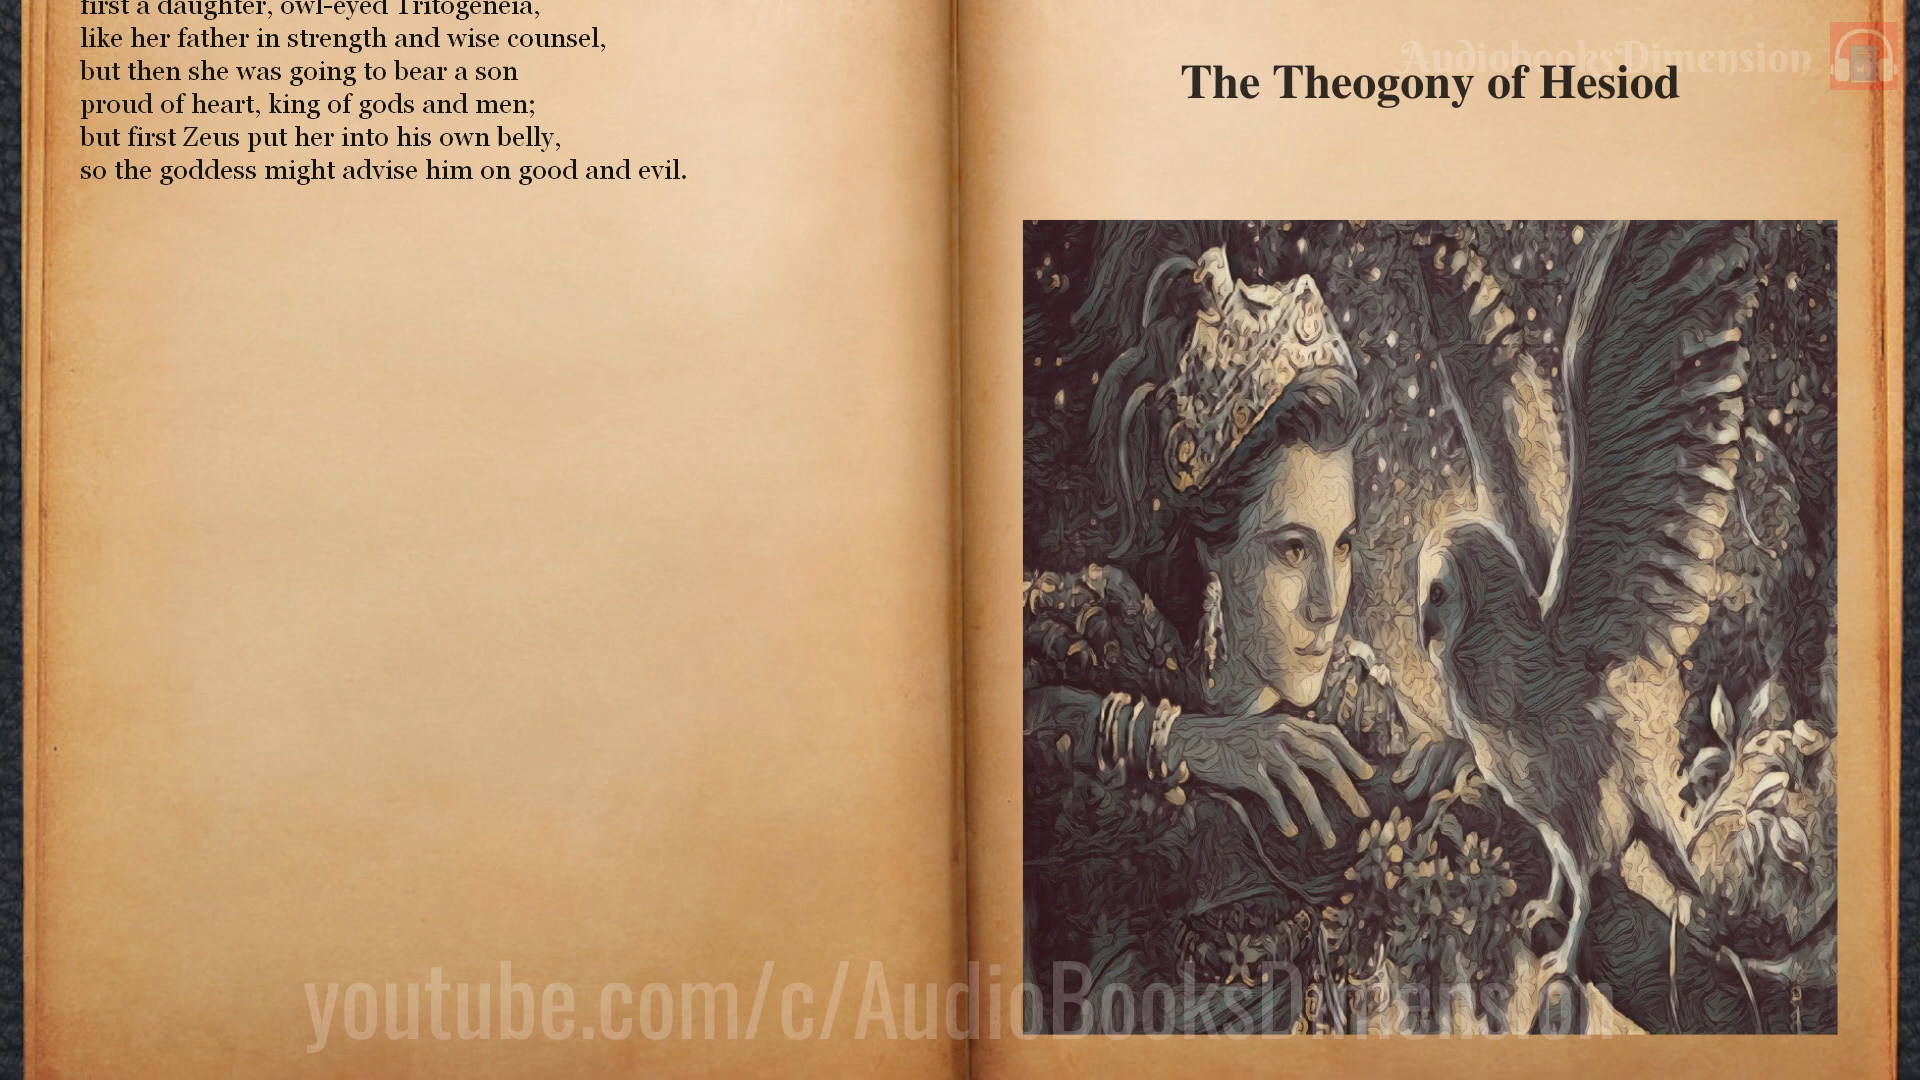 first a daughter, owl-eyed Tritogeneia,
like her father in strength and wise counsel,
but then she was going to bear a son
proud of heart, king of gods and men;
but first Zeus put her into his own belly,
so the goddess might advise him on good and evil.
AudiobooksDimension
The Theogony of Hesiod
youtube.com/c/AudioBooksDimension